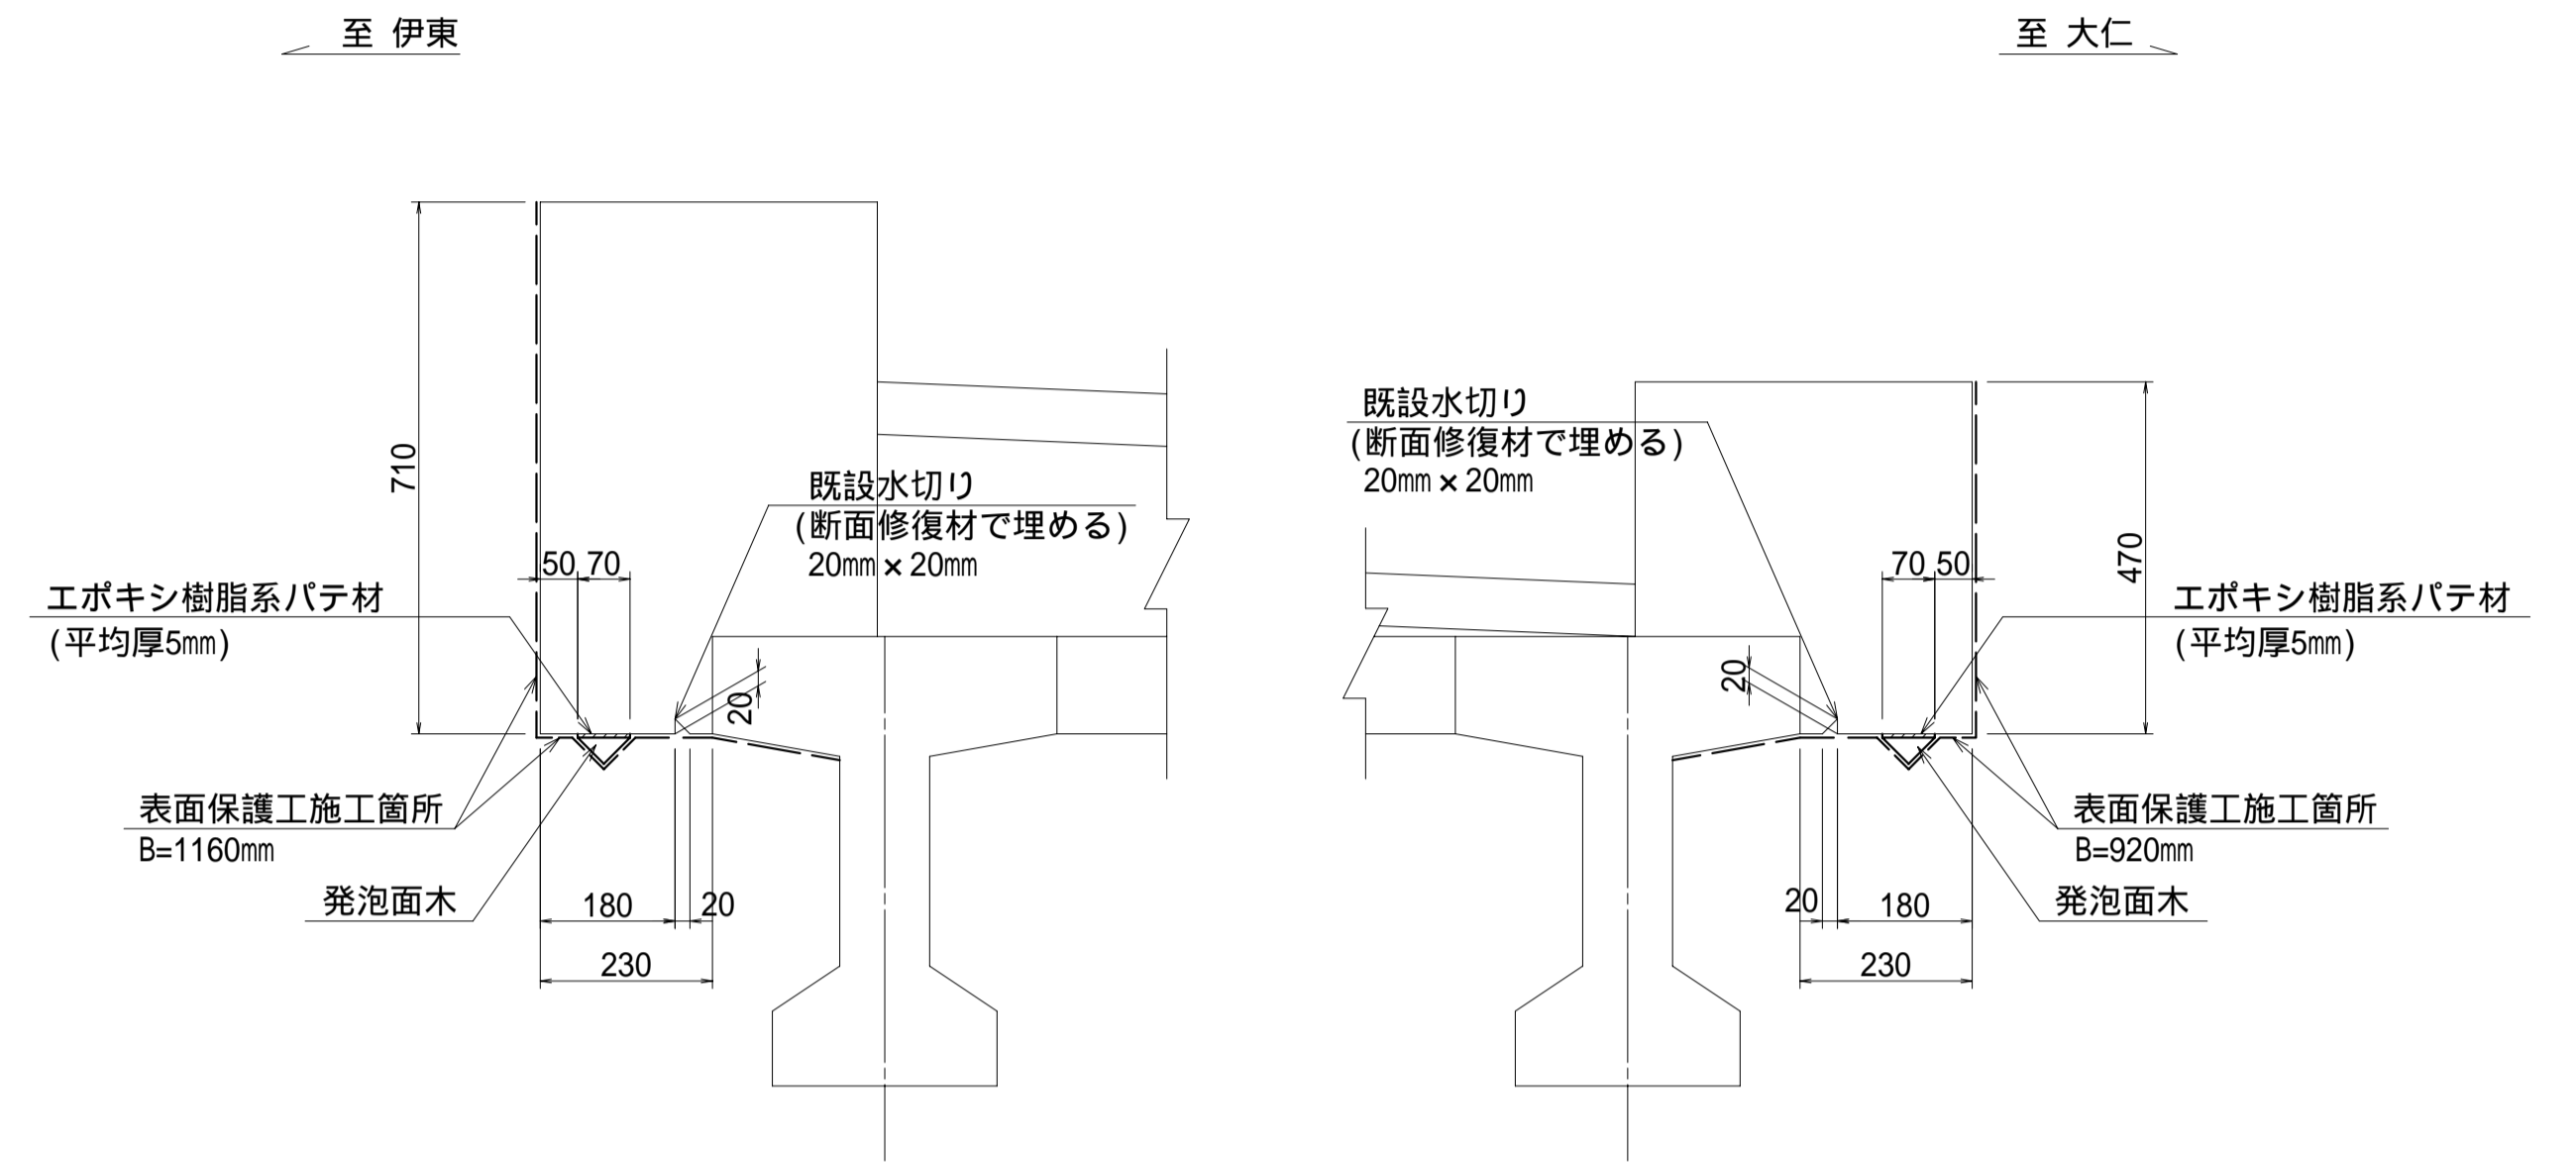 至 伊東
至 大仁
710
既設水切り
(断面修復材で埋める)
20㎜×20㎜
50
70
エポキシ樹脂系パテ材
(平均厚5㎜)
20
表面保護工施工箇所
B=1160㎜
発泡面木
180
20
230
既設水切り
(断面修復材で埋める)
20㎜×20㎜
70
50
470
エポキシ樹脂系パテ材
(平均厚5㎜)
20
表面保護工施工箇所
B=920㎜
発泡面木
20
180
230